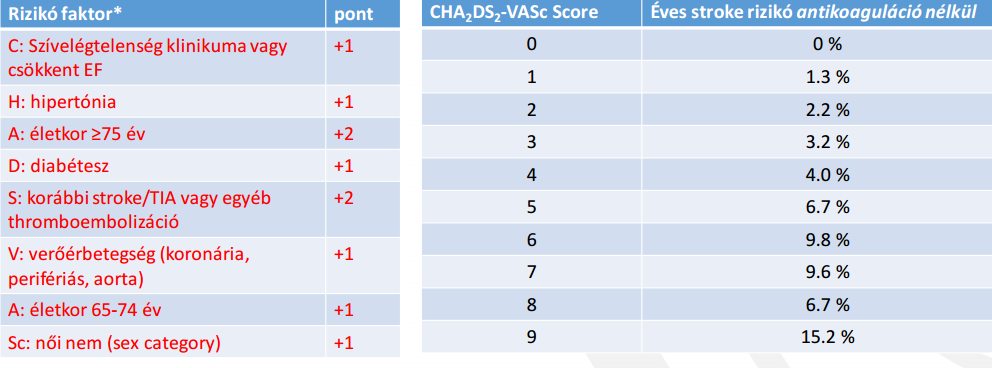 Rizikó faktor* pont
C: Szívelégtelenség klinikuma vagy +1
csökkent EF
H: hipertónia +1
A: életkor ≥75 év +2
D: diabétesz +1
S: korábbi stroke/TIA vagy egyéb +2
thromboembolizáció
V: verőérbetegség (koronária, +1
perifériás, aorta)
A: életkor 65-74 év +1
Sc: női nem (sex category) +1
CHA₂DS₂-VASc Score Éves stroke rizikó antikoaguláció nélkül
0 0 %
1 1.3 %
2 2.2 %
3 3.2 %
4 4.0 %
5 6.7 %
6 9.8 %
7 9.6 %
8 6.7 %
9 15.2 %